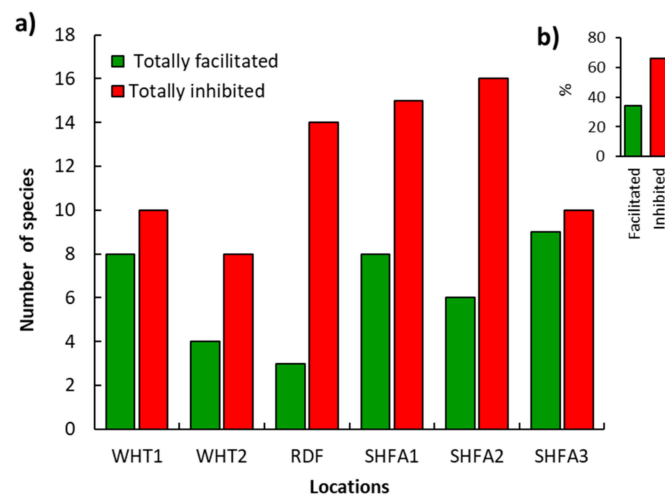 a)
18
16
14
12
10
8
6
4
2
0
Number of species
Totally facilitated
Totally inhibited
WHT1 WHT2 RDF SHFA1 SHFA2 SHFA3
Locations
b)
80
60
40
20
0
%
Facilitated
Inhibited